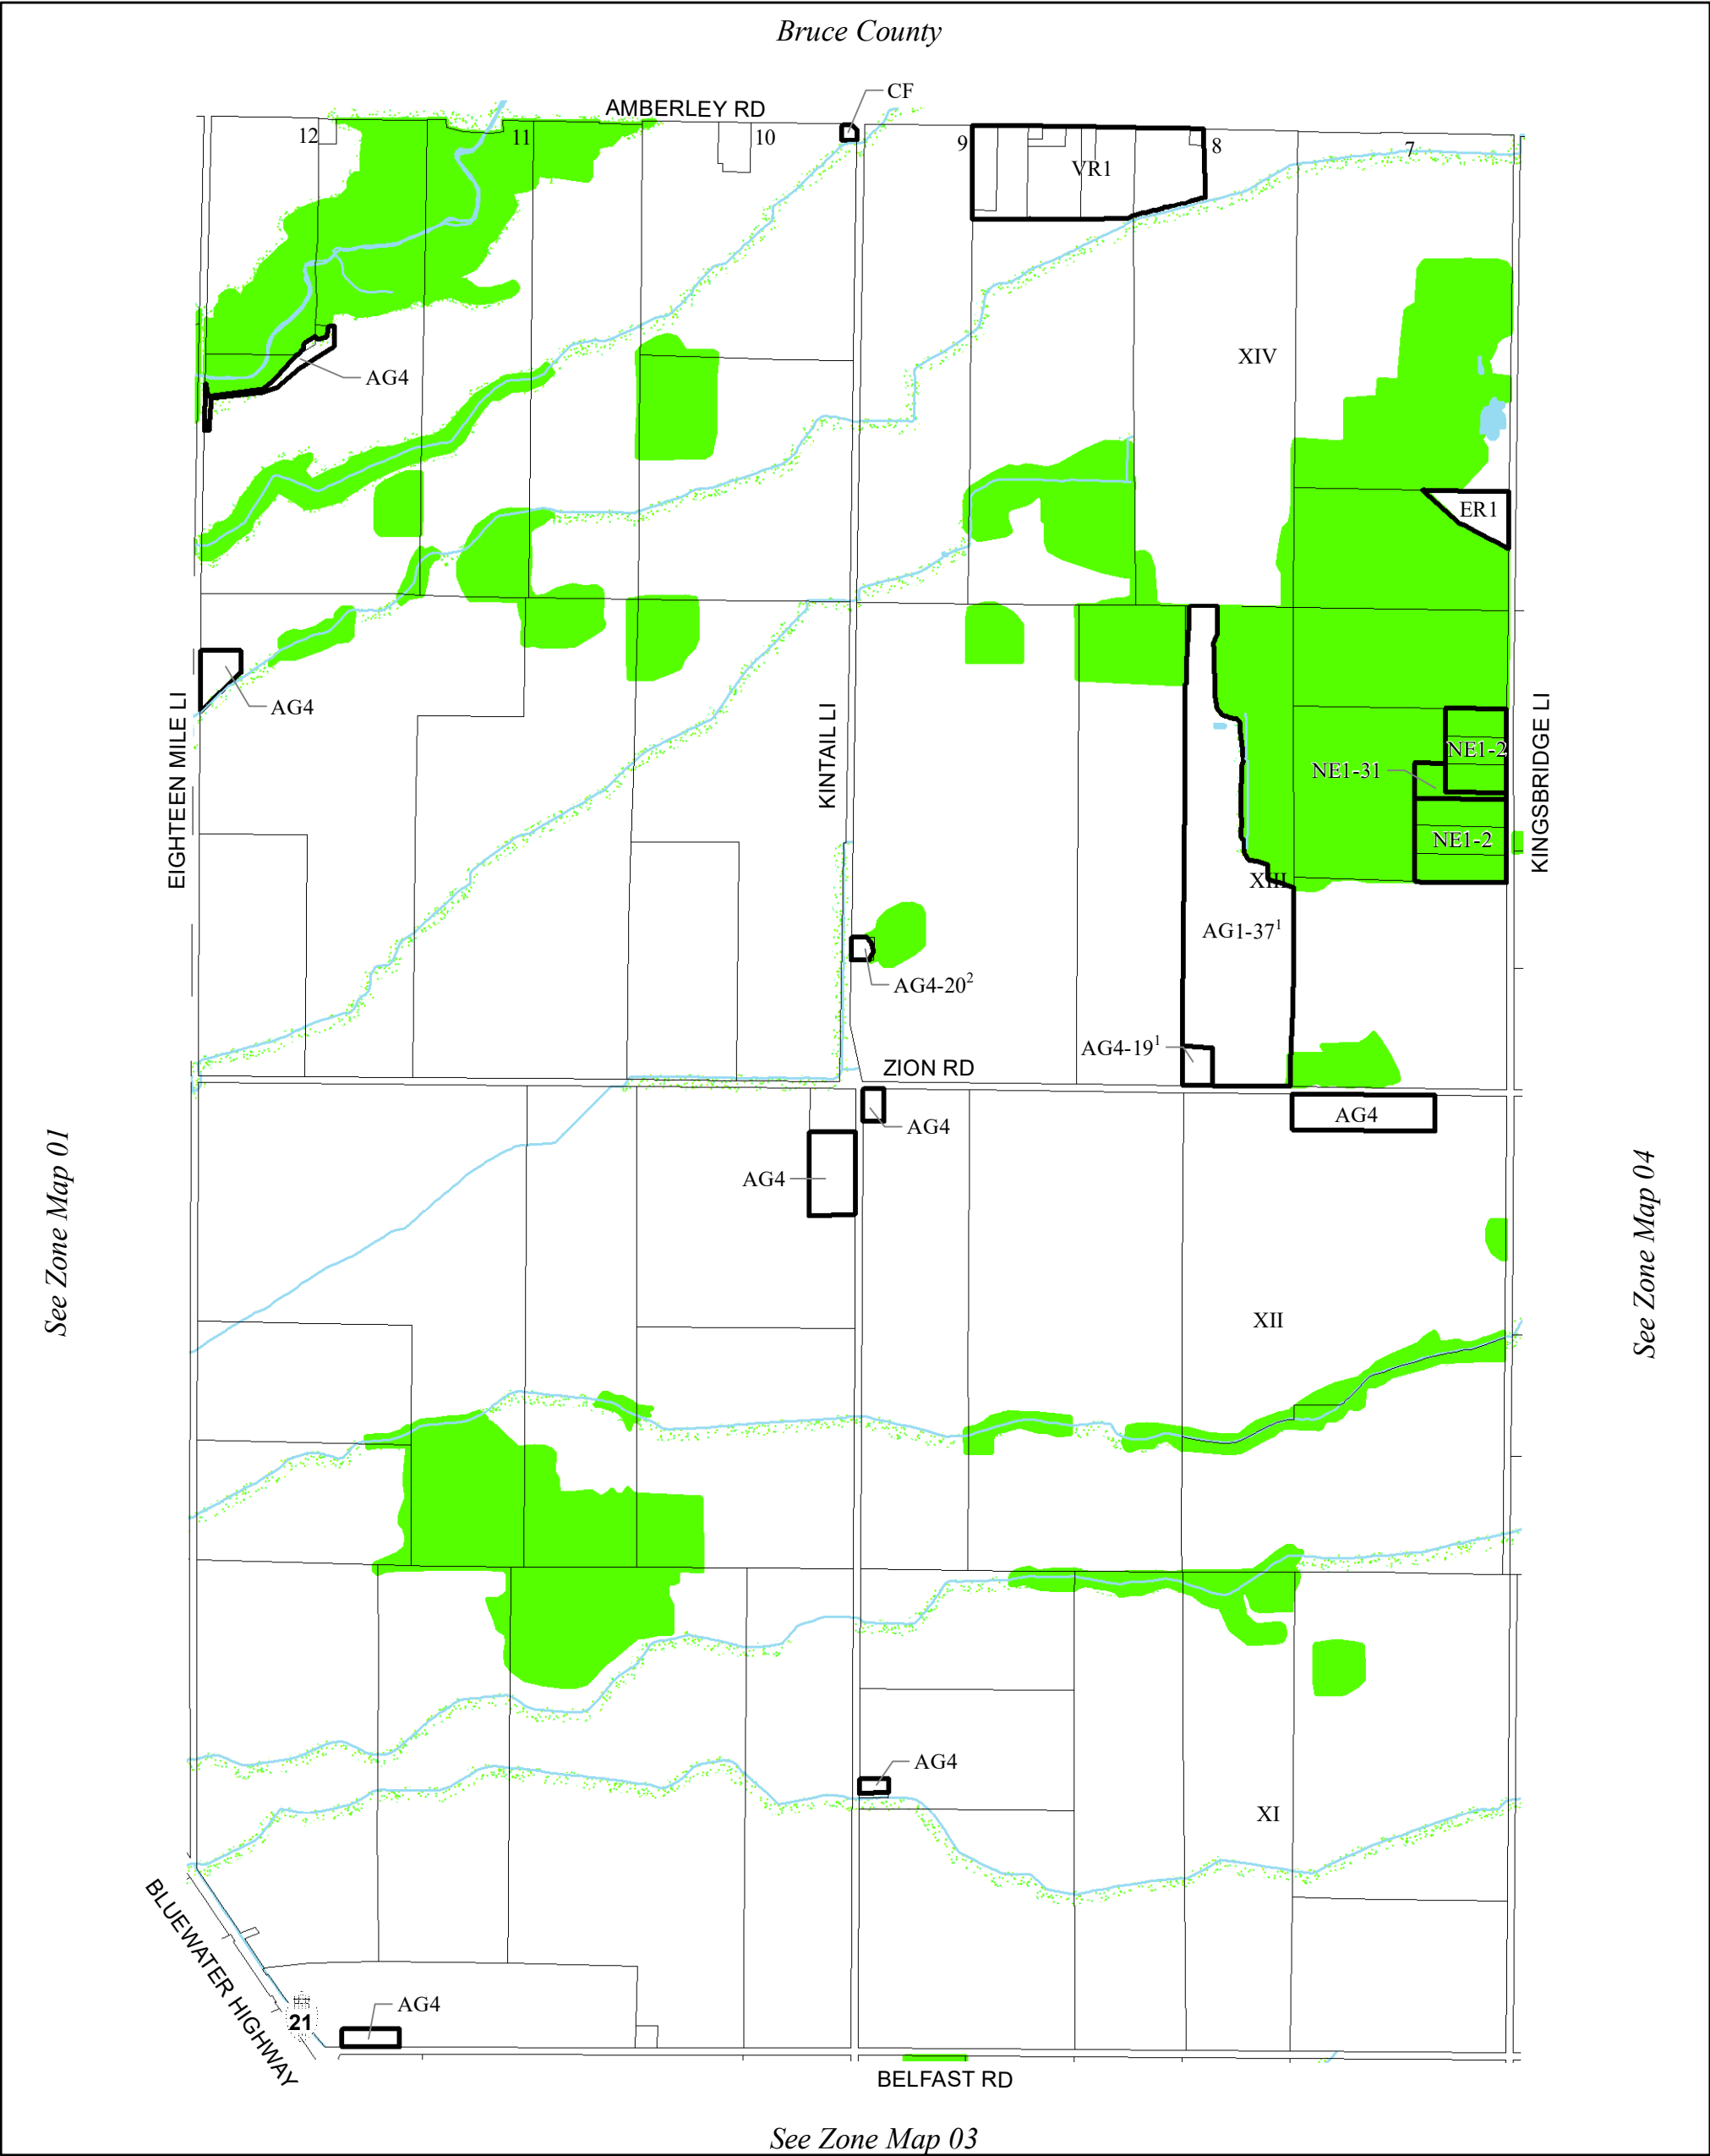 Bruce County
CF
AMBERLEY RD
12
11
10
9
8
7
VR1
XIV
AG4
ER1
AG4
EIGHTEEN MILE LI
KINTAIL LI
KINGSBRIDGE LI
NE1-2
NE1-31
NE1-2
XIII
AG1-37¹
AG4-20²
AG4-19¹
ZION RD
AG4
AG4
AG4
See Zone Map 01
See Zone Map 04
XII
AG4
XI
BLUEWATER HIGHWAY
21
AG4
BELFAST RD
See Zone Map 03